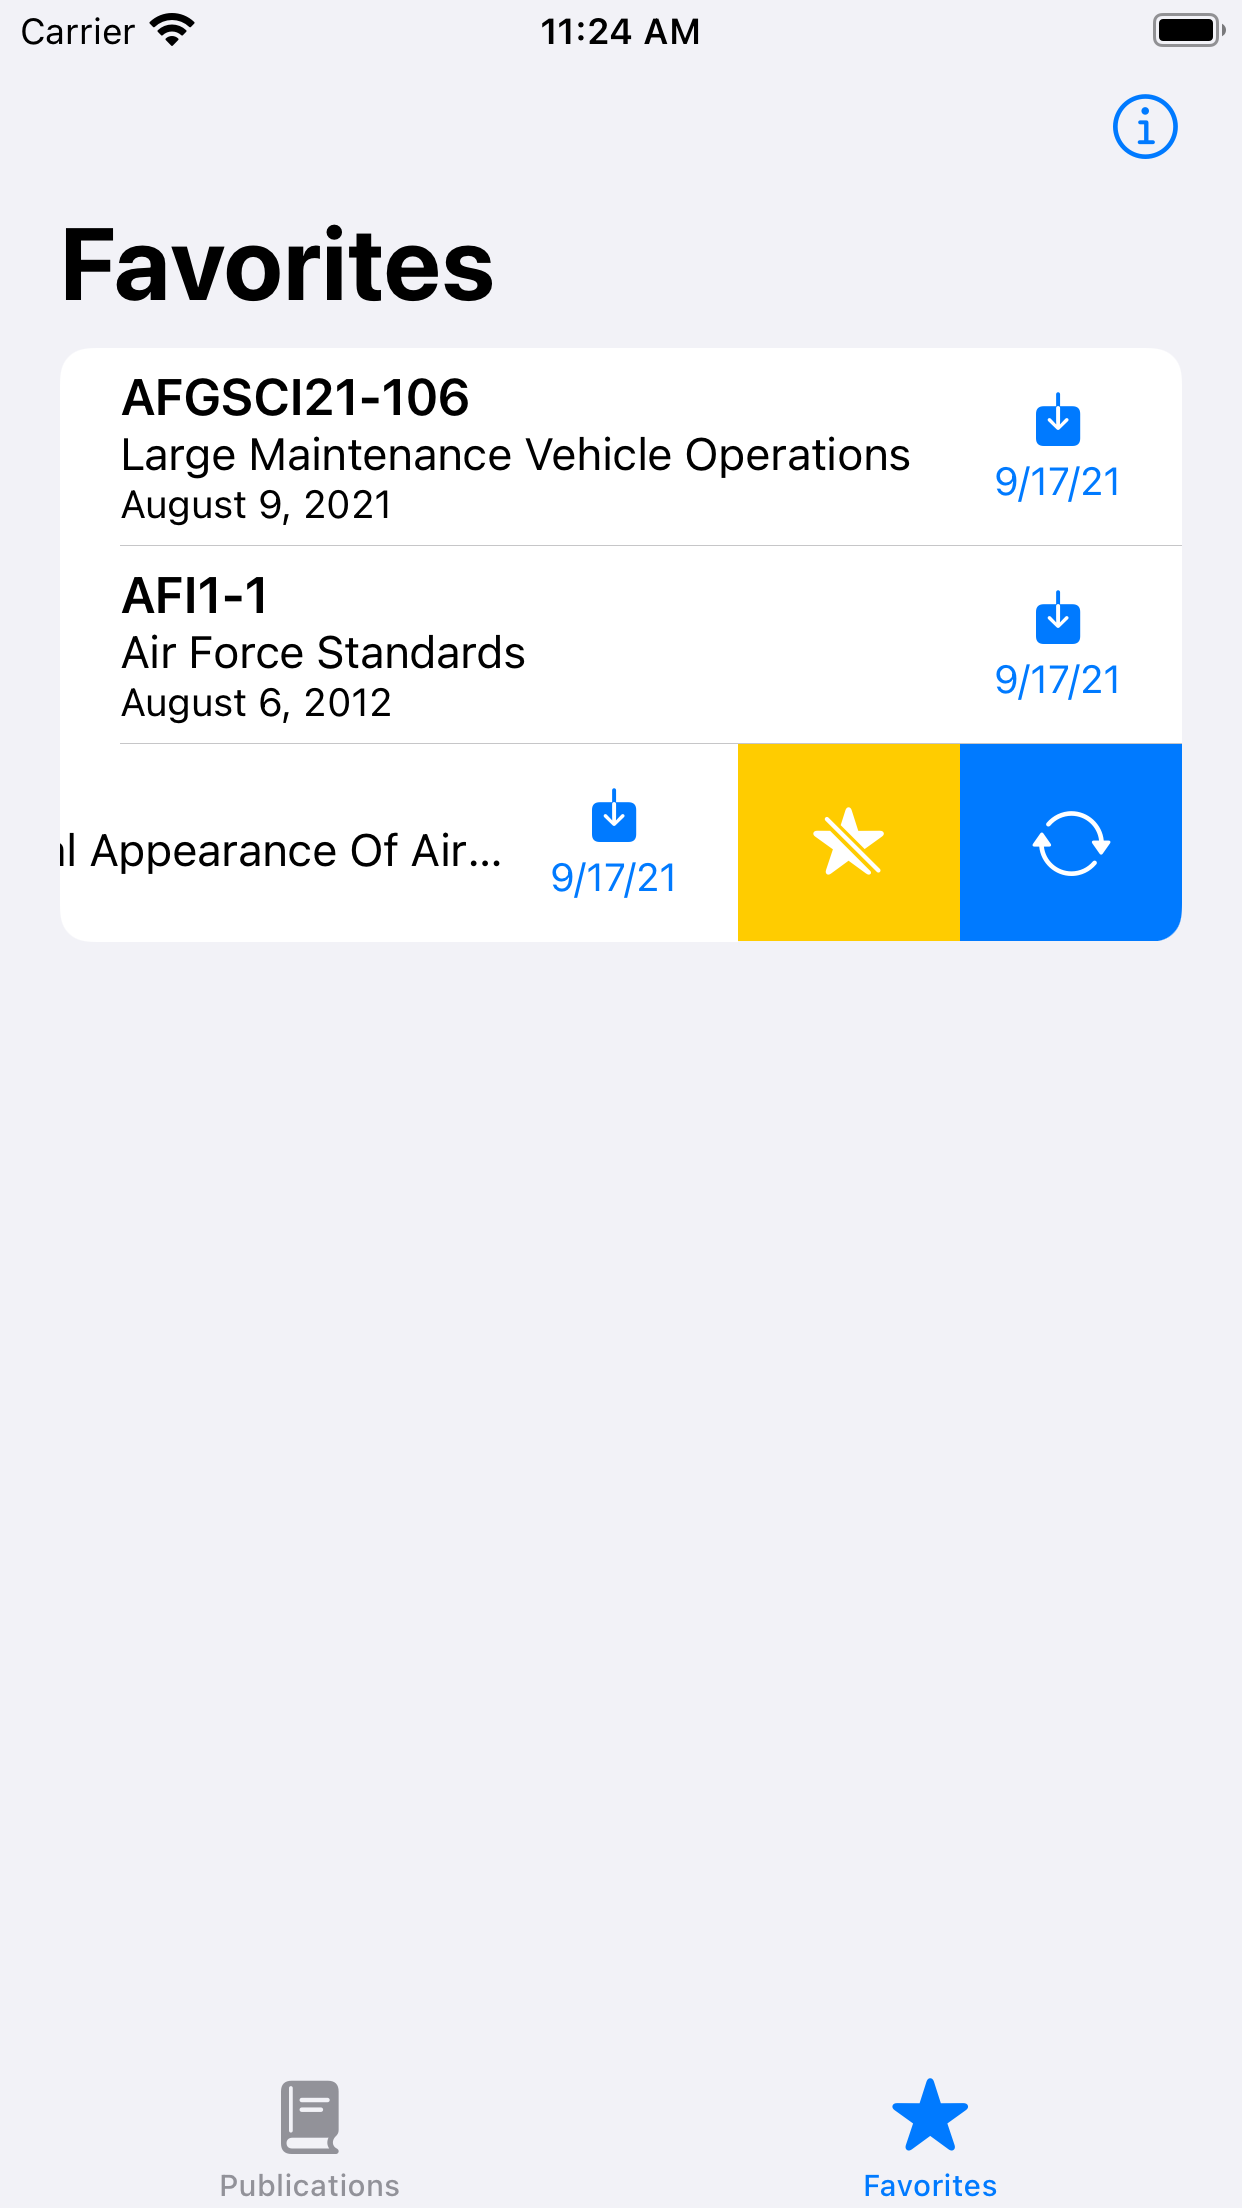 Carrier
11:24 AM
Favorites
AFGSCI21-106
Large Maintenance Vehicle Operations
August 9, 2021
9/17/21
AFI1-1
Air Force Standards
August 6, 2012
9/17/21
al Appearance Of Air...
9/17/21
Publications
Favorites